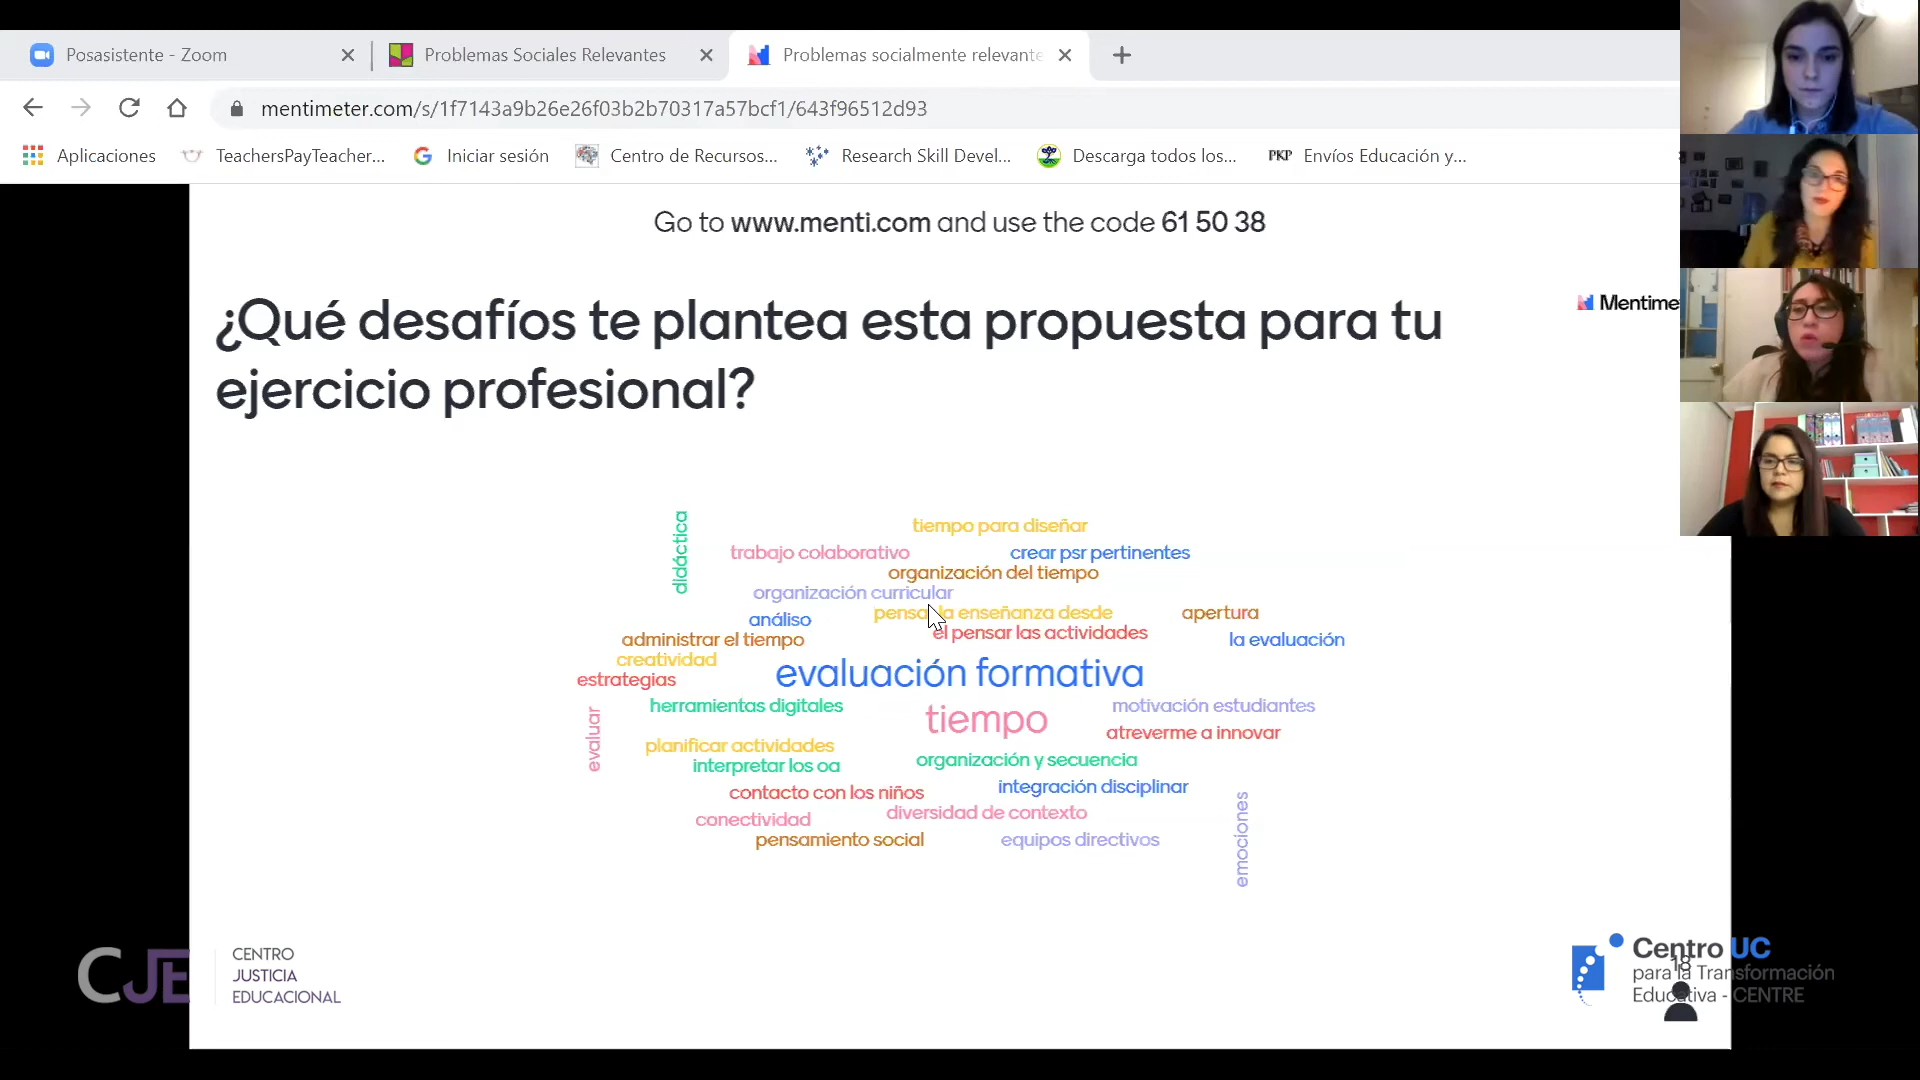 Posasistente - Zoom
Problemas Sociales Relevantes
Problemas socialmente relevante
mentimeter.com/s/1f7143a9b26e26f03b2b70317a57bcf1/643f96512d93
Aplicaciones
TeachersPayTeacher...
Iniciar sesión
Centro de Recursos...
Research Skill Devel...
Descarga todos los...
PKP
Envíos Educación y...
Go to www.menti.com and use the code 61 50 38
¿Qué desafíos te plantea esta propuesta para tu
ejercicio profesional?
Mentime
didáctica
tiempo para diseñar
trabajo colaborativo
crear psr pertinentes
organización del tiempo
organización curricular
pensar la enseñanza desde
apertura
análiso
el pensar las actividades
administrar el tiempo
la evaluación
creatividad
evaluación formativa
estrategias
herramientas digitales
tiempo
motivación estudiantes
evaluar
atreverme a innovar
planificar actividades
organización y secuencia
interpretar los oa
integración disciplinar
contacto con los niños
diversidad de contexto
conectividad
pensamiento social
equipos directivos
emociones
CJE
CENTRO
JUSTICIA
EDUCACIONAL
Centro UC
para la Transformación
Educativa - CENTRE
18